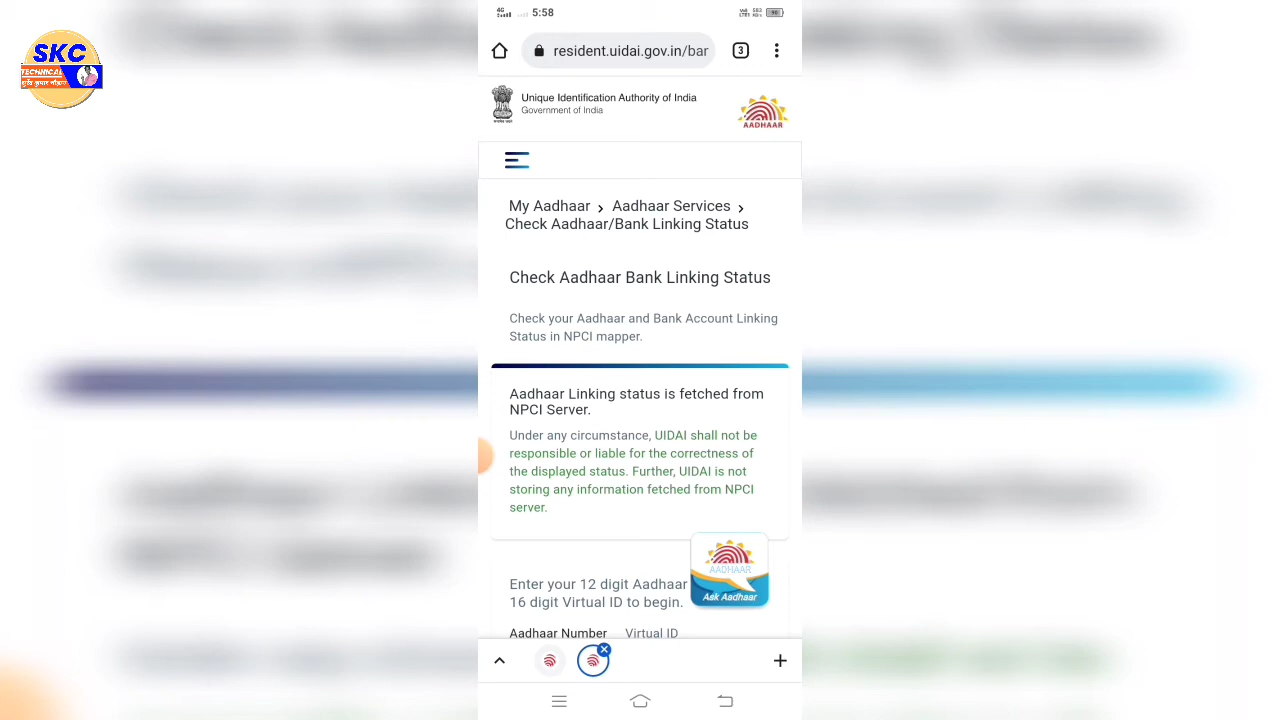 4G 5:58
SKC
TECHNICAL
resident.uidai.gov.in/bar 3
Unique Identification Authority of India
Government of India
AADHAAR
My Aadhaar › Aadhaar Services ›
Check Aadhaar/Bank Linking Status
Check Aadhaar Bank Linking Status
Check your Aadhaar and Bank Account Linking
Status in NPCI mapper.
Aadhaar Linking status is fetched from
NPCI Server.
Under any circumstance, UIDAI shall not be
responsible or liable for the correctness of
the displayed status. Further, UIDAI is not
storing any information fetched from NPCI
server.
Enter your 12 digit Aadhaar
16 digit Virtual ID to begin.
AADHAAR
Ask Aadhaar
Aadhaar Number Virtual ID